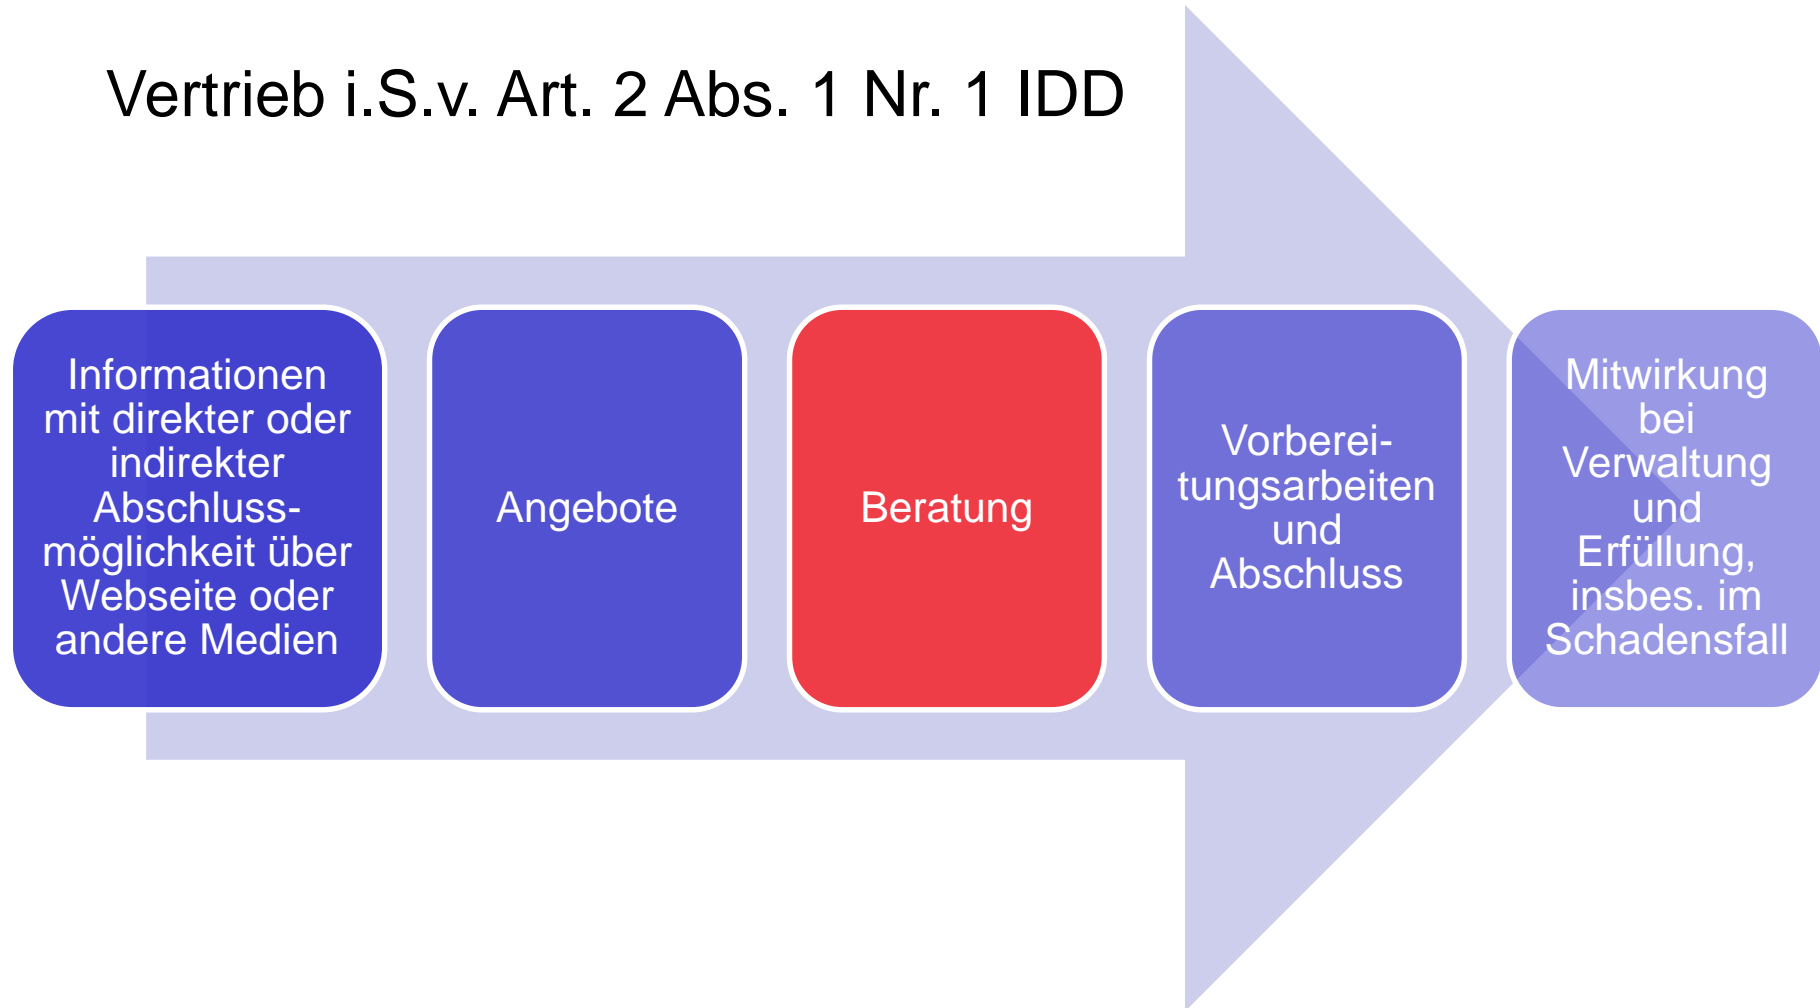 Vertrieb i.S.v. Art. 2 Abs. 1 Nr. 1 IDD
Informationen
mit direkter oder
indirekter
Abschluss-
möglichkeit über
Webseite oder
andere Medien
Angebote
Beratung
Vorberei-
tungsarbeiten
und
Abschluss
Mitwirkung
bei
Verwaltung
und
Erfüllung,
insbes. im
Schadensfall